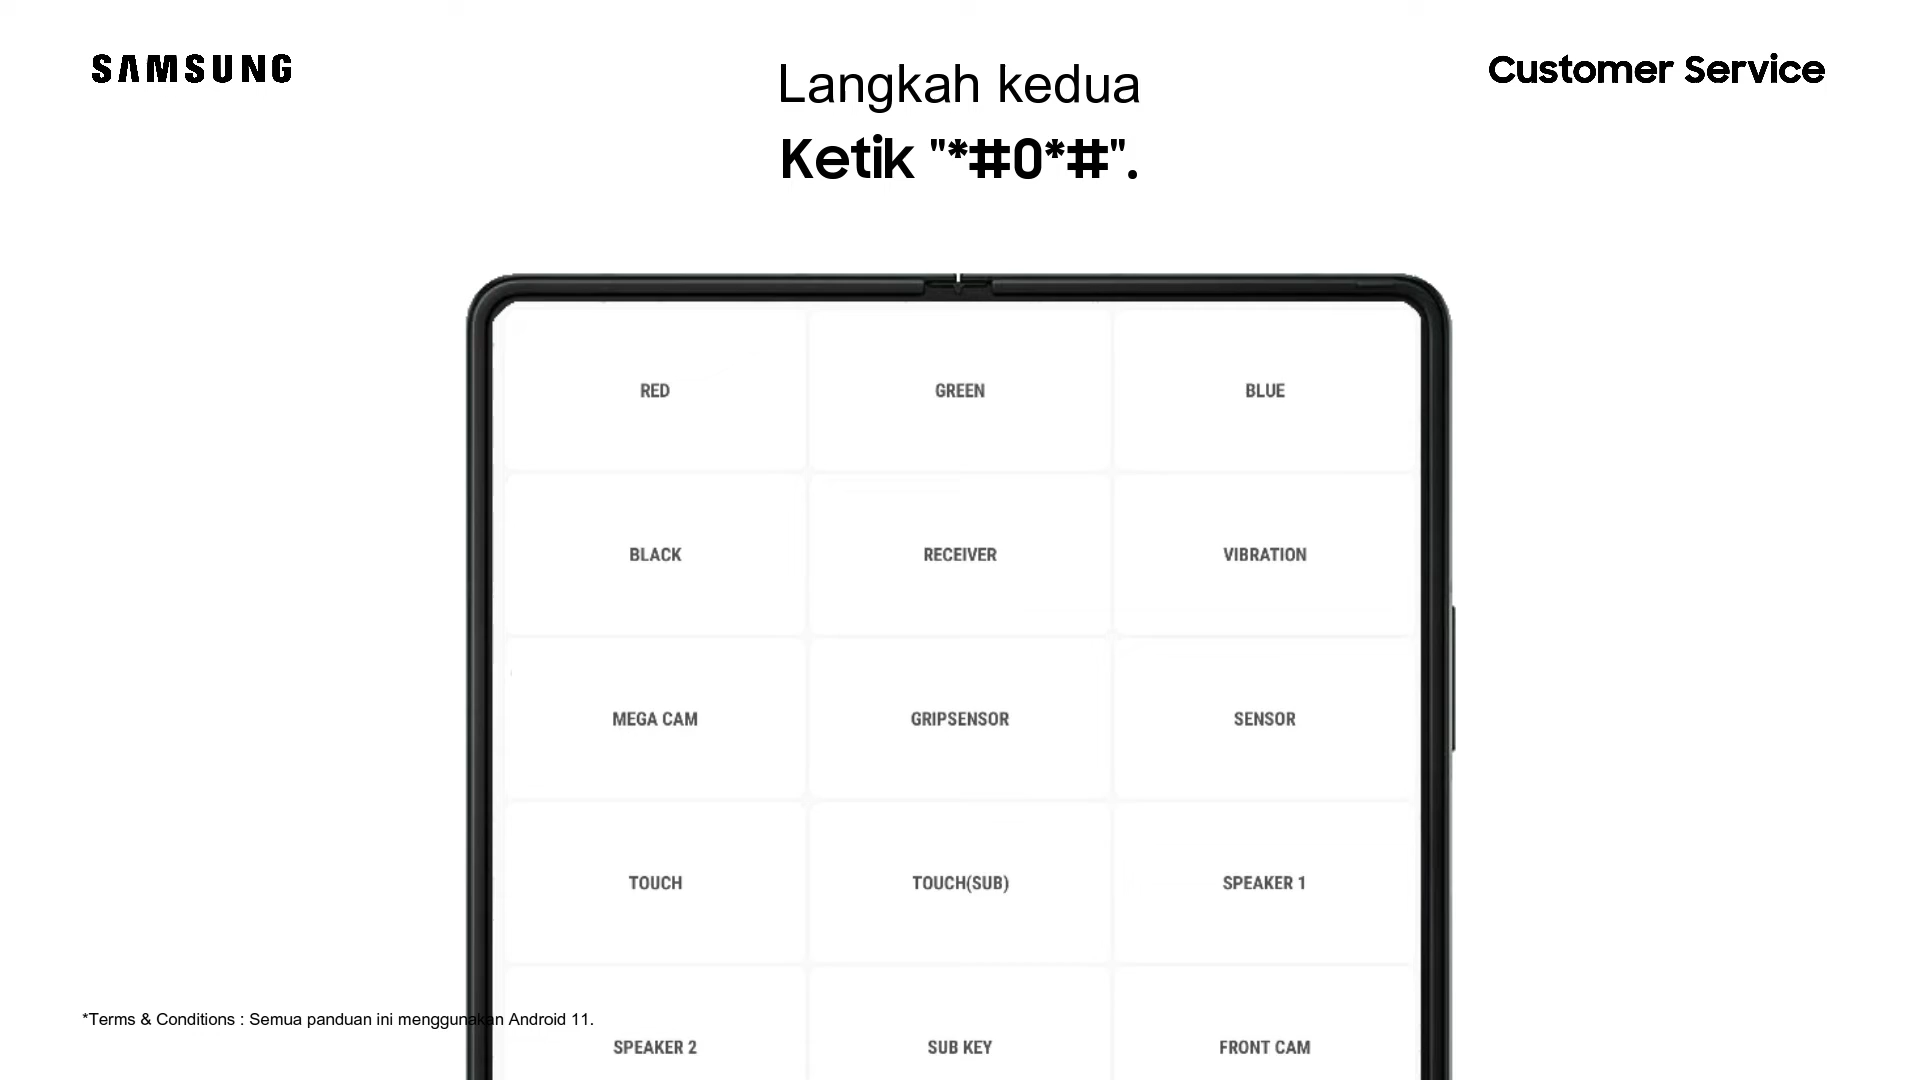 SAMSUNG
Customer Service
Langkah kedua
Ketik "*#0*#".
RED
GREEN
BLUE
BLACK
RECEIVER
VIBRATION
MEGA CAM
GRIPSENSOR
SENSOR
TOUCH
TOUCH(SUB)
SPEAKER 1
*Terms & Conditions : Semua panduan ini menggunakan Android 11.
SPEAKER 2
SUB KEY
FRONT CAM